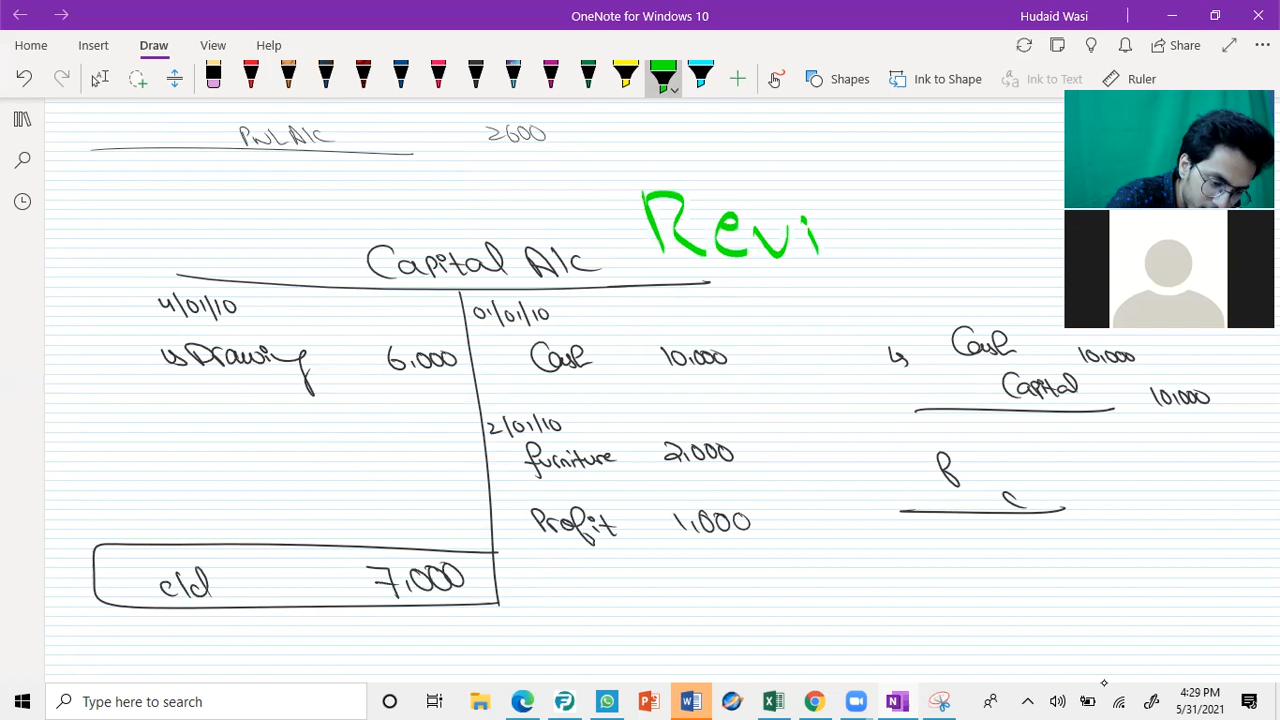 OneNote for Windows 10
Hudaid Wasi
Home Insert Draw View Help
Share
Shapes
Ink to Shape
Ink to Text
Ruler
PNL A/c 2600
Revi
Capital A/c
4/01/10
01/01/10
Drawing 6,000
Cash 10,000
Cash 10,000
Capital 10,000
2/01/10
furniture 2,000
Profit 1,000
c/d 7,000
Type here to search
4:29 PM
5/31/2021